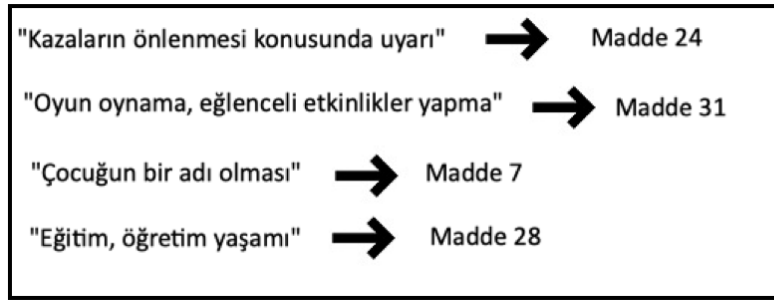 "Kazaların önlenmesi konusunda uyarı" → Madde 24
"Oyun oynama, eğlenceli etkinlikler yapma" → Madde 31
"Çocuğun bir adı olması" → Madde 7
"Eğitim, öğretim yaşamı" → Madde 28